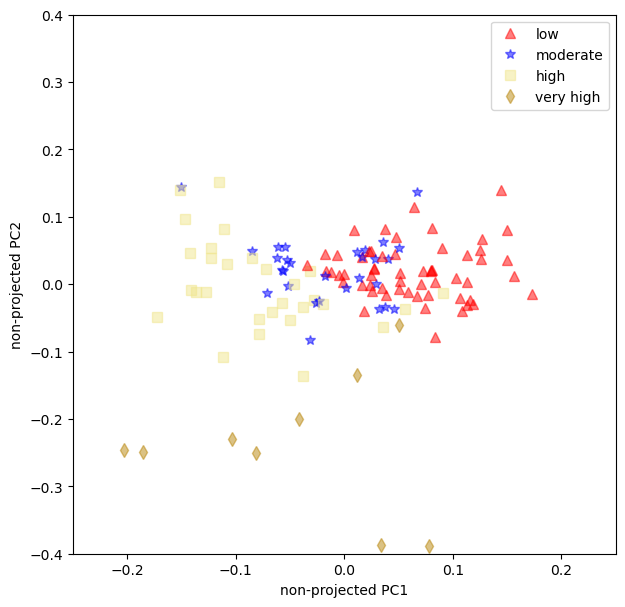 0.4
0.3
0.2
0.1
0.0
−0.1
−0.2
−0.3
−0.4
non-projected PC2
low
moderate
high
very high
−0.2 −0.1 0.0 0.1 0.2
non-projected PC1